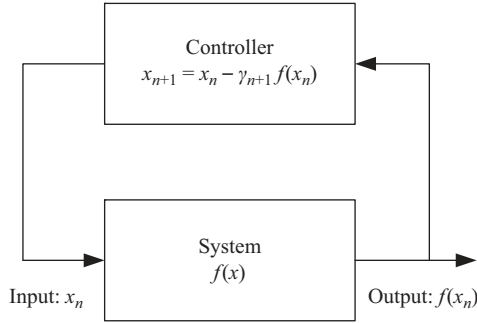 Controller
xₙ₊₁ = xₙ − γₙ₊₁ f(xₙ)
System
f(x)
Input: xₙ
Output: f(xₙ)